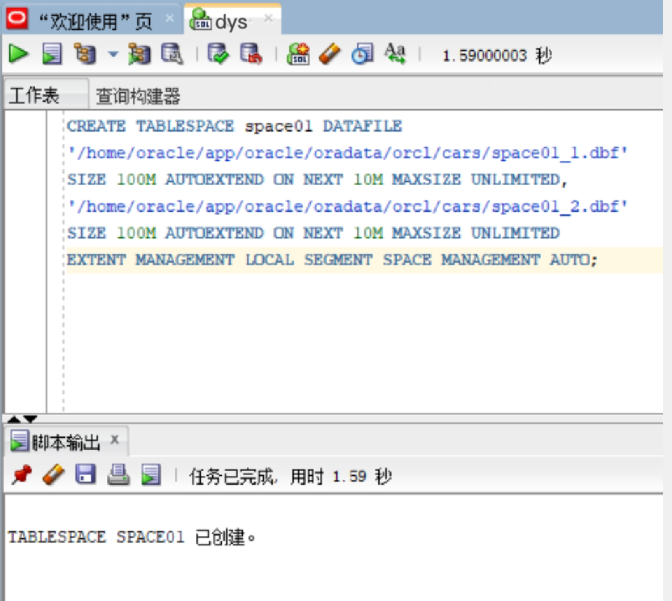 “欢迎使用”页 dys
1.59000003 秒
工作表 查询构建器
CREATE TABLESPACE space01 DATAFILE
'/home/oracle/app/oracle/oradata/orcl/cars/space01_1.dbf'
SIZE 100M AUTOEXTEND ON NEXT 10M MAXSIZE UNLIMITED,
'/home/oracle/app/oracle/oradata/orcl/cars/space01_2.dbf'
SIZE 100M AUTOEXTEND ON NEXT 10M MAXSIZE UNLIMITED
EXTENT MANAGEMENT LOCAL SEGMENT SPACE MANAGEMENT AUTO;
脚本输出
任务已完成, 用时 1.59 秒
TABLESPACE SPACE01 已创建。